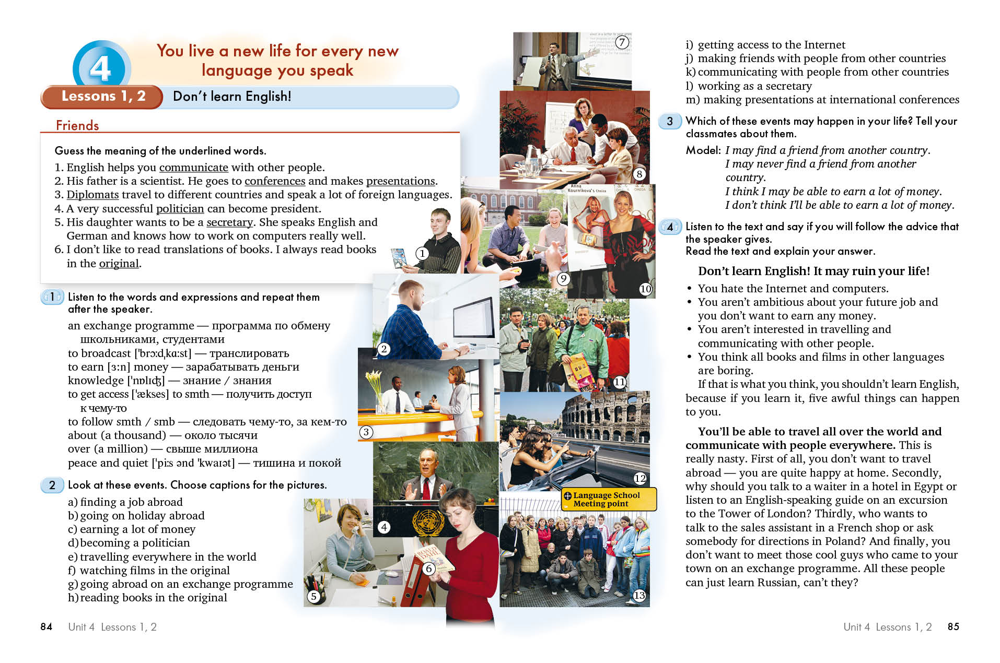 4
You live a new life for every new
language you speak
Lessons 1, 2
Don't learn English!
Friends
Guess the meaning of the underlined words.
1. English helps you communicate with other people.
2. His father is a scientist. He goes to conferences and makes presentations.
3. Diplomats travel to different countries and speak a lot of foreign languages.
4. A very successful politician can become president.
5. His daughter wants to be a secretary. She speaks English and
German and knows how to work on computers really well.
6. I don't like to read translations of books. I always read books
in the original.
1 Listen to the words and expressions and repeat them
after the speaker.
an exchange programme — программа по обмену
школьниками, студентами
to broadcast [ˈbrɔːdˌkɑːst] — транслировать
to earn [ɜːn] money — зарабатывать деньги
knowledge [ˈnɒlɪʤ] — знание / знания
to get access [ˈækses] to smth — получить доступ
к чему-то
to follow smth / smb — следовать чему-то, за кем-то
about (a thousand) — около тысячи
over (a million) — свыше миллиона
peace and quiet [ˈpiːs ənd ˈkwaɪət] — тишина и покой
2 Look at these events. Choose captions for the pictures.
a) finding a job abroad
b) going on holiday abroad
c) earning a lot of money
d) becoming a politician
e) travelling everywhere in the world
f) watching films in the original
g) going abroad on an exchange programme
h) reading books in the original
84 Unit 4 Lessons 1, 2
7
8
1
Anna
Kournikova's Choice
OMEGA
9
10
2
11
3
12
Language School
Meeting point
4
ROALD
DAHL
6
5
13
i) getting access to the Internet
j) making friends with people from other countries
k) communicating with people from other countries
l) working as a secretary
m) making presentations at international conferences
3 Which of these events may happen in your life? Tell your
classmates about them.
Model: I may find a friend from another country.
I may never find a friend from another
country.
I think I may be able to earn a lot of money.
I don't think I'll be able to earn a lot of money.
4 Listen to the text and say if you will follow the advice that
the speaker gives.
Read the text and explain your answer.
Don't learn English! It may ruin your life!
• You hate the Internet and computers.
• You aren't ambitious about your future job and
you don't want to earn any money.
• You aren't interested in travelling and
communicating with other people.
• You think all books and films in other languages
are boring.
If that is what you think, you shouldn't learn English,
because if you learn it, five awful things can happen
to you.
You'll be able to travel all over the world and
communicate with people everywhere. This is
really nasty. First of all, you don't want to travel
abroad — you are quite happy at home. Secondly,
why should you talk to a waiter in a hotel in Egypt or
listen to an English-speaking guide on an excursion
to the Tower of London? Thirdly, who wants to
talk to the sales assistant in a French shop or ask
somebody for directions in Poland? And finally, you
don't want to meet those cool guys who came to your
town on an exchange programme. All these people
can just learn Russian, can't they?
Unit 4 Lessons 1, 2 85